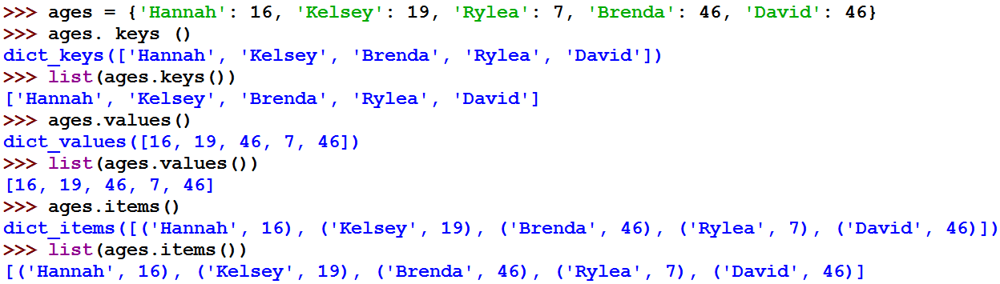 >>> ages = {'Hannah': 16, 'Kelsey': 19, 'Rylea': 7, 'Brenda': 46, 'David': 46}
>>> ages. keys ()
dict_keys(['Hannah', 'Kelsey', 'Brenda', 'Rylea', 'David'])
>>> list(ages.keys())
['Hannah', 'Kelsey', 'Brenda', 'Rylea', 'David']
>>> ages.values()
dict_values([16, 19, 46, 7, 46])
>>> list(ages.values())
[16, 19, 46, 7, 46]
>>> ages.items()
dict_items([('Hannah', 16), ('Kelsey', 19), ('Brenda', 46), ('Rylea', 7), ('David', 46)])
>>> list(ages.items())
[('Hannah', 16), ('Kelsey', 19), ('Brenda', 46), ('Rylea', 7), ('David', 46)]